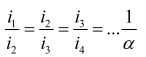 i₁/i₂ = i₂/i₃ = i₃/i₄ = ...1/α